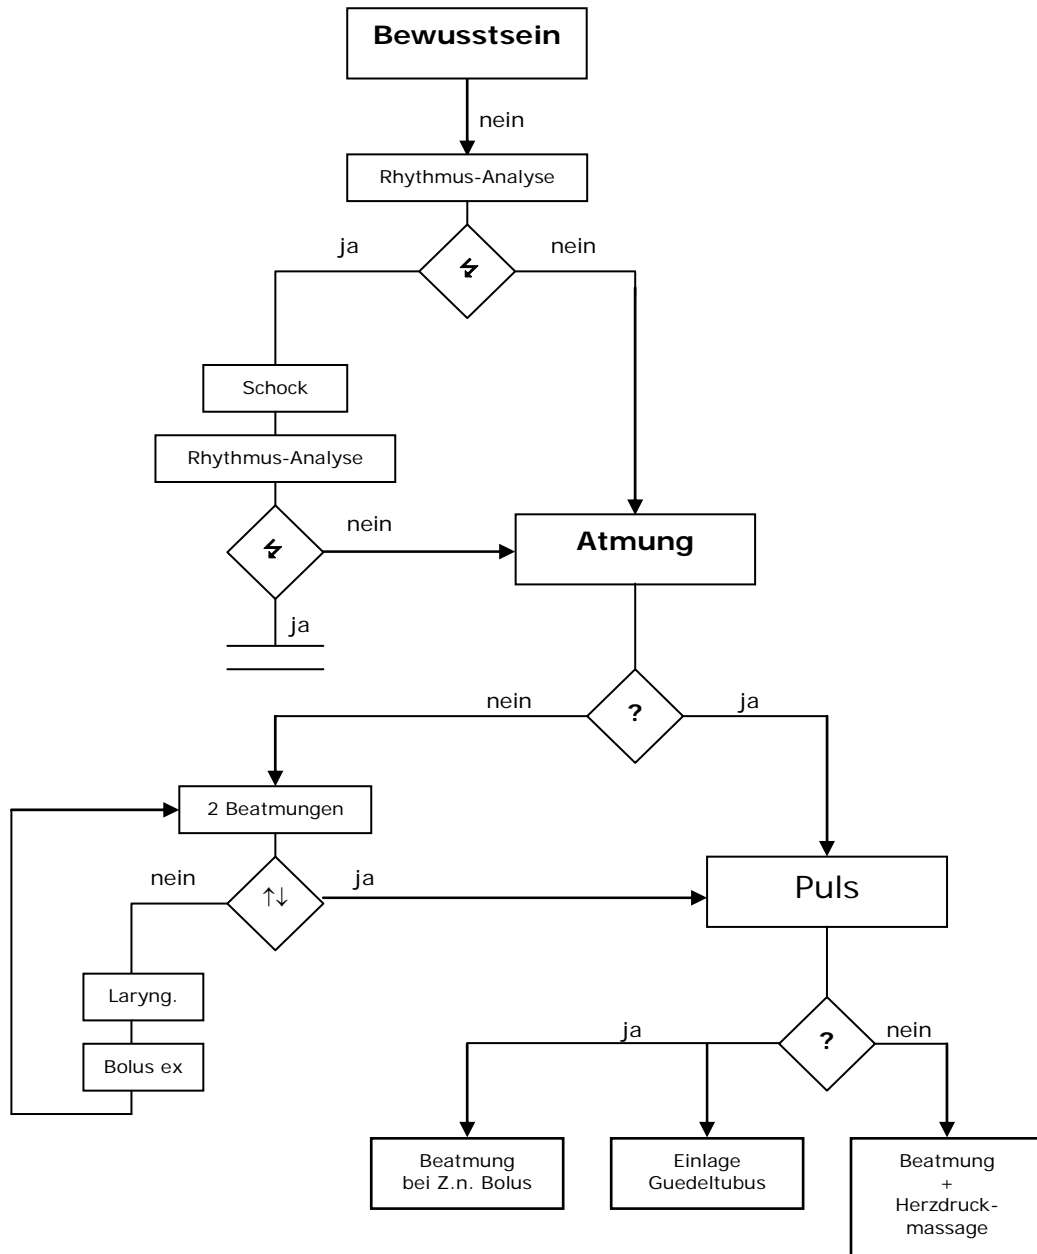 Bewusstsein
nein
Rhythmus-Analyse
ja
nein
Schock
Rhythmus-Analyse
nein
Atmung
ja
?
nein
ja
2 Beatmungen
nein
↑↓
ja
Puls
Laryng.
Bolus ex
?
ja
nein
Beatmung
bei Z.n. Bolus
Einlage
Guedeltubus
Beatmung
+
Herzdruck-
massage